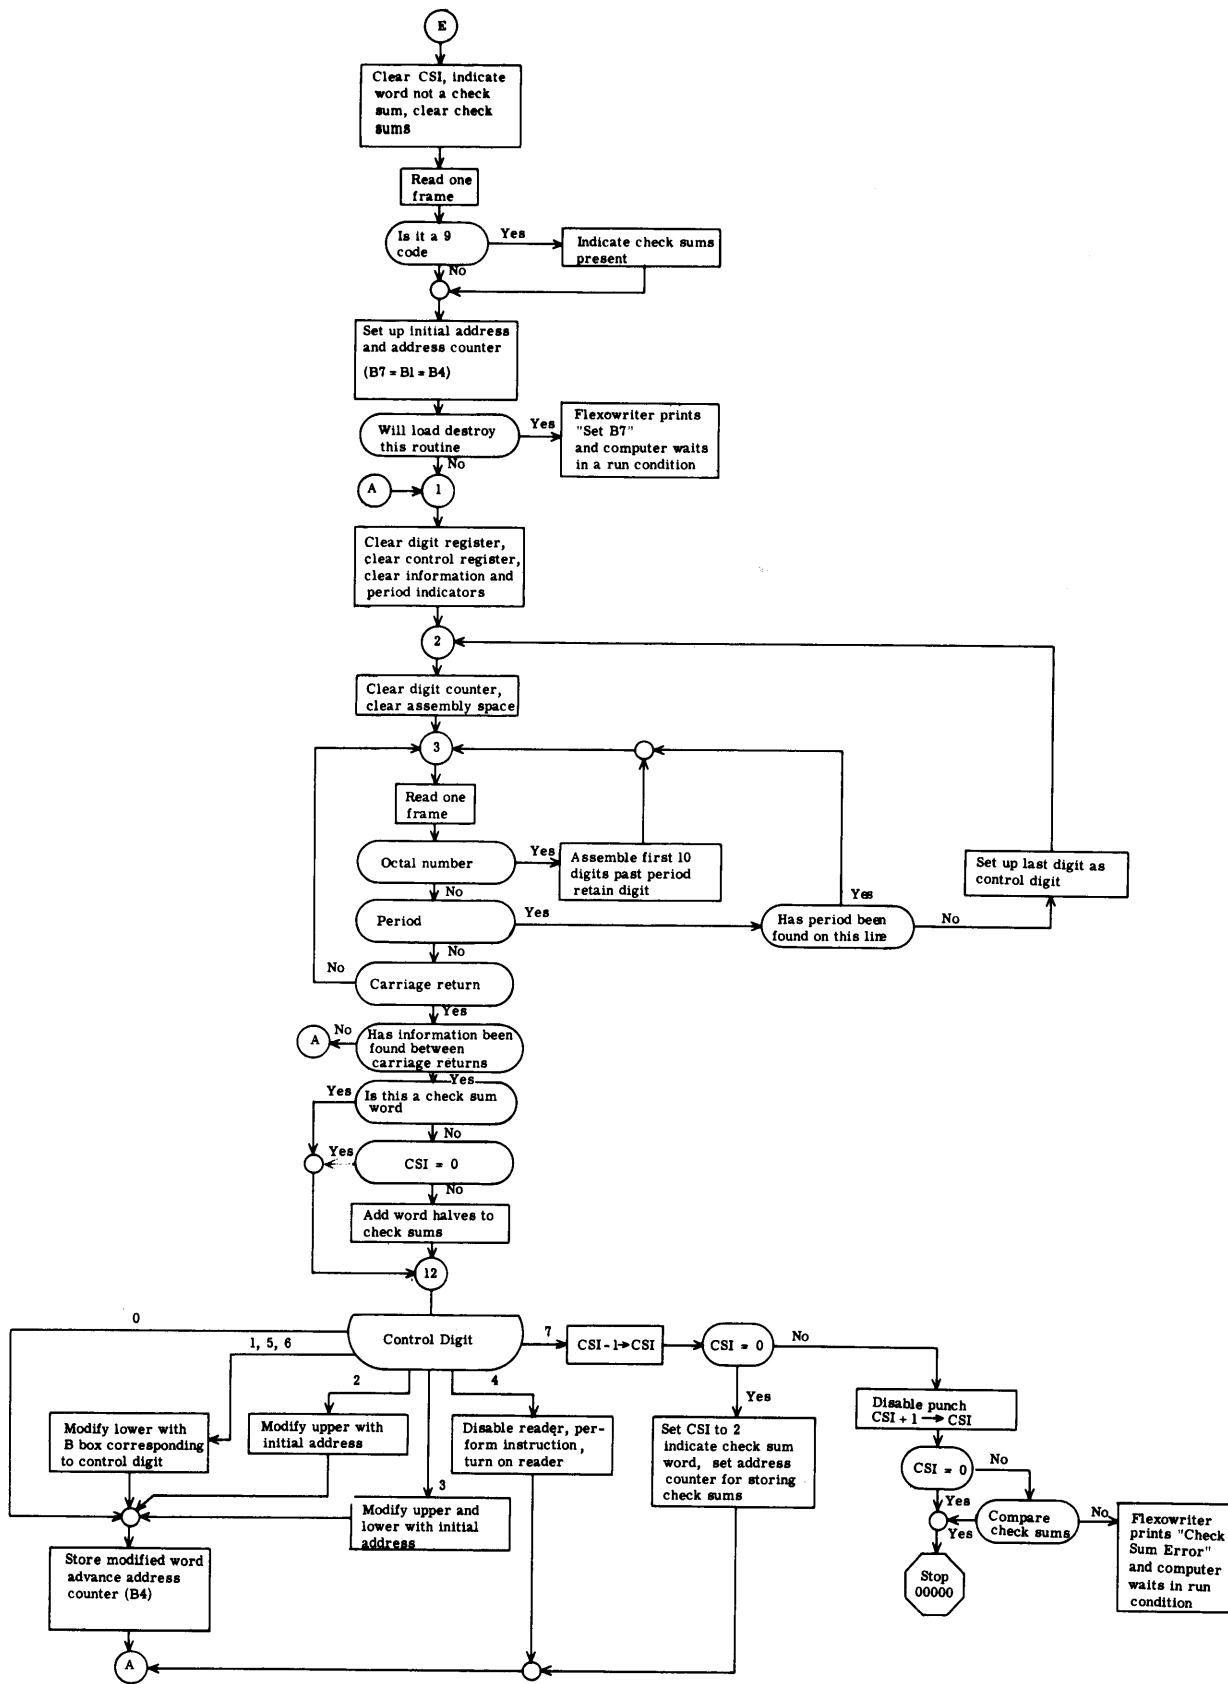 E
Clear CSI, indicate
word not a check
sum, clear check
sums
Read one
frame
Is it a 9
code
Yes
Indicate check sums
present
No
Set up initial address
and address counter
(B7 = B1 = B4)
Will load destroy
this routine
Yes
Flexowriter prints
"Set B7"
and computer waits
in a run condition
No
A
1
Clear digit register,
clear control register,
clear information and
period indicators
2
Clear digit counter,
clear assembly space
3
Read one
frame
Octal number
Yes
Assemble first 10
digits past period
retain digit
Set up last digit as
control digit
No
Yes
Period
Yes
Has period been
found on this line
No
No
No
Carriage return
Yes
A
No
Has information been
found between
carriage returns
Yes
Yes
Is this a check sum
word
No
Yes
CSI = 0
No
Add word halves to
check sums
12
0
Control Digit
1, 5, 6
7
CSI - 1→CSI
CSI = 0
No
2
4
Yes
Disable punch
CSI + 1 → CSI
Modify lower with
B box corresponding
to control digit
Modify upper with
initial address
Disable reader, per-
form instruction,
turn on reader
Set CSI to 2
indicate check sum
word, set address
counter for storing
check sums
CSI = 0
No
3
Modify upper and
lower with initial
address
Yes
Yes
Compare
check sums
No
Flexowriter
prints "Check
Sum Error"
and computer
waits in run
condition
Store modified word
advance address
counter (B4)
Stop
00000
A